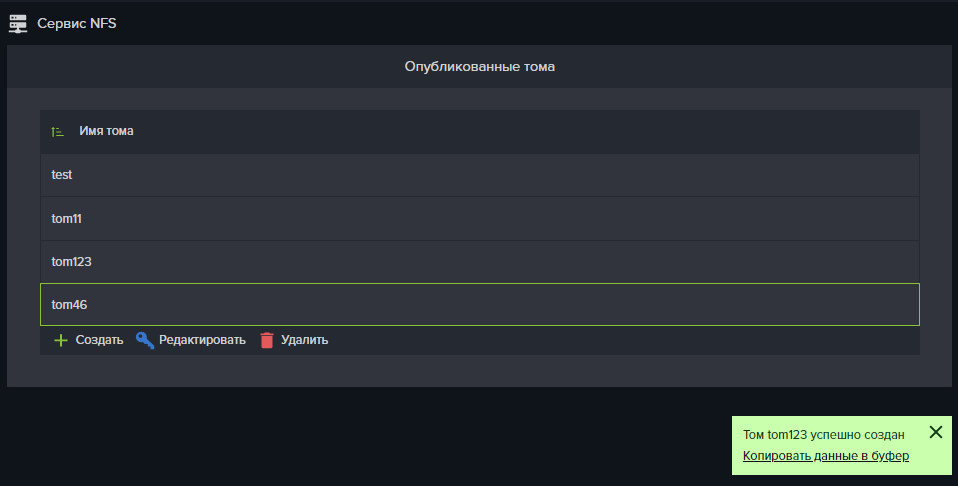 Сервис NFS
Опубликованные тома
Имя тома
test
tom11
tom123
tom46
Создать Редактировать Удалить
Том tom123 успешно создан
Копировать данные в буфер